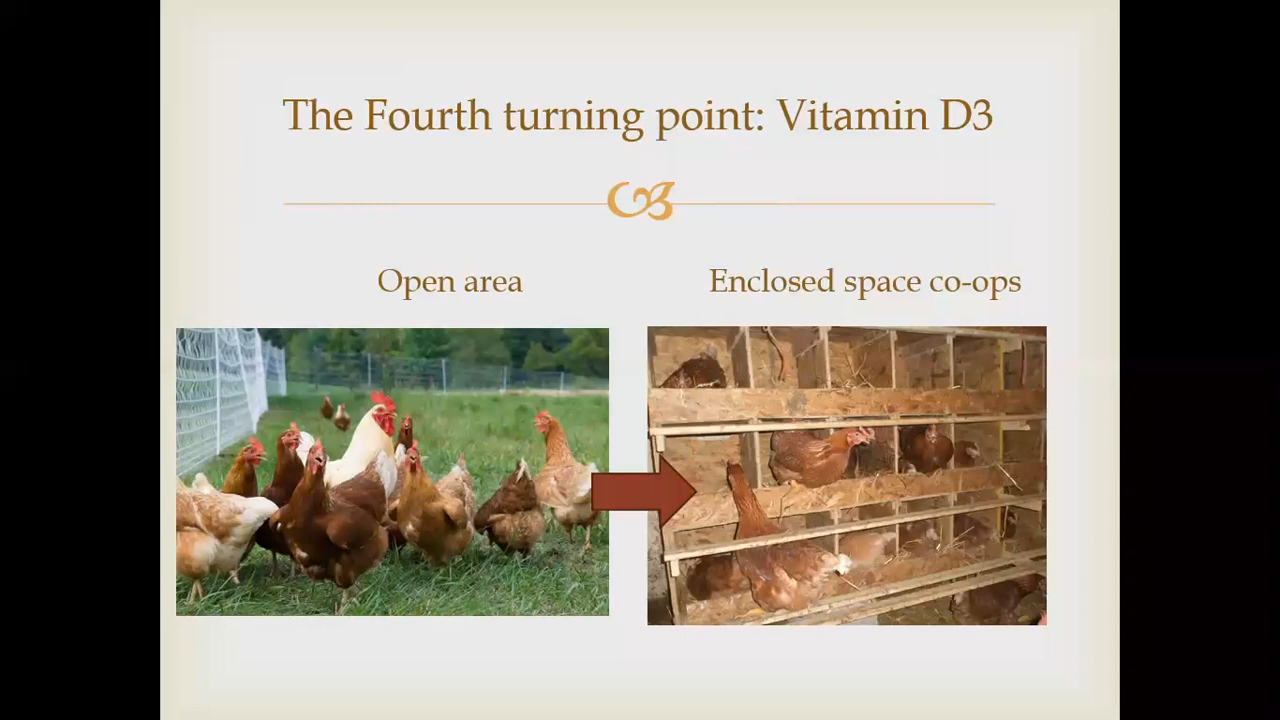 The Fourth turning point: Vitamin D3
Open area
Enclosed space co-ops